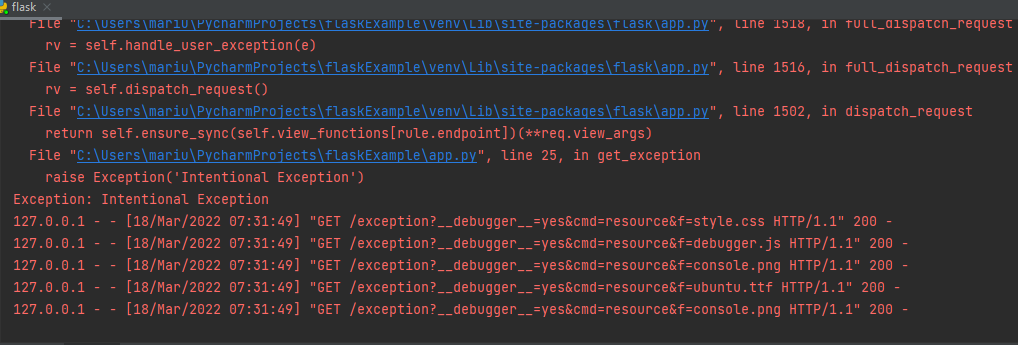 flask
File "C:\Users\mariu\PycharmProjects\flaskExample\venv\Lib\site-packages\flask\app.py", line 1518, in full_dispatch_request
rv = self.handle_user_exception(e)
File "C:\Users\mariu\PycharmProjects\flaskExample\venv\Lib\site-packages\flask\app.py", line 1516, in full_dispatch_request
rv = self.dispatch_request()
File "C:\Users\mariu\PycharmProjects\flaskExample\venv\Lib\site-packages\flask\app.py", line 1502, in dispatch_request
return self.ensure_sync(self.view_functions[rule.endpoint])(**req.view_args)
File "C:\Users\mariu\PycharmProjects\flaskExample\app.py", line 25, in get_exception
raise Exception('Intentional Exception')
Exception: Intentional Exception
127.0.0.1 - - [18/Mar/2022 07:31:49] "GET /exception?__debugger__=yes&cmd=resource&f=style.css HTTP/1.1" 200 -
127.0.0.1 - - [18/Mar/2022 07:31:49] "GET /exception?__debugger__=yes&cmd=resource&f=debugger.js HTTP/1.1" 200 -
127.0.0.1 - - [18/Mar/2022 07:31:49] "GET /exception?__debugger__=yes&cmd=resource&f=console.png HTTP/1.1" 200 -
127.0.0.1 - - [18/Mar/2022 07:31:49] "GET /exception?__debugger__=yes&cmd=resource&f=ubuntu.ttf HTTP/1.1" 200 -
127.0.0.1 - - [18/Mar/2022 07:31:49] "GET /exception?__debugger__=yes&cmd=resource&f=console.png HTTP/1.1" 200 -